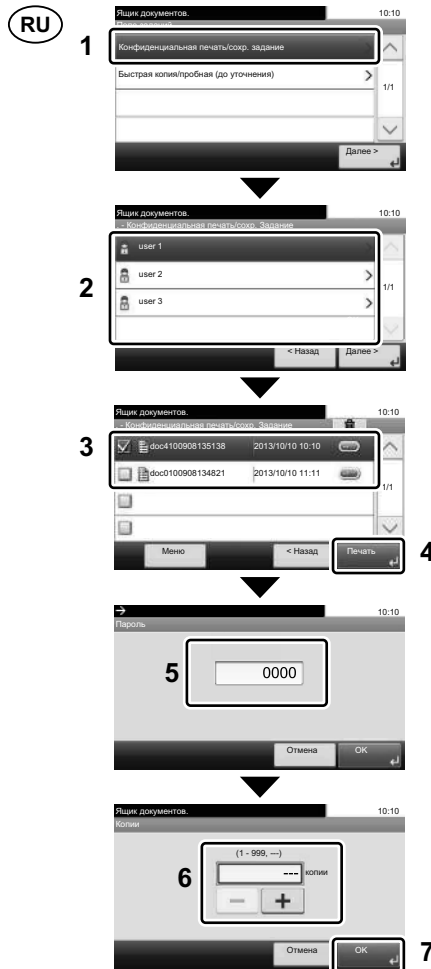 RU
1
Ящик документов.
10:10
Поле заданий
Конфиденциальная печать/сохр. задание
Быстрая копия/пробная (до уточнения)
1/1
Далее >
2
Ящик документов.
10:10
- Конфиденциальная печать/сохр. Задание
user 1
user 2
user 3
1/1
< Назад
Далее >
3
Ящик документов.
10:10
- Конфиденциальная печать/сохр. Задание
doc4100908135138 2013/10/10 10:10
doc0100908134821 2013/10/10 11:11
1/1
Меню
< Назад
Печать
4
10:10
Пароль
5
0000
Отмена
OK
Ящик документов.
10:10
Копии
6
(1 - 999, ---)
--- копии
Отмена
OK
7